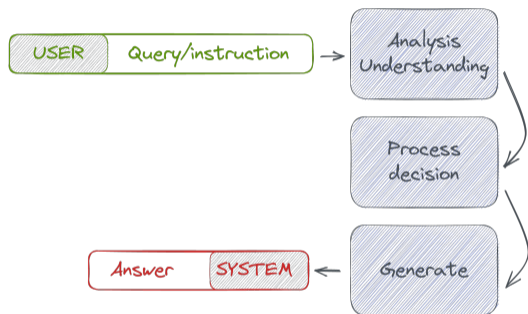 USER Query/instruction
Analysis
Understanding
Process
decision
Generate
Answer SYSTEM